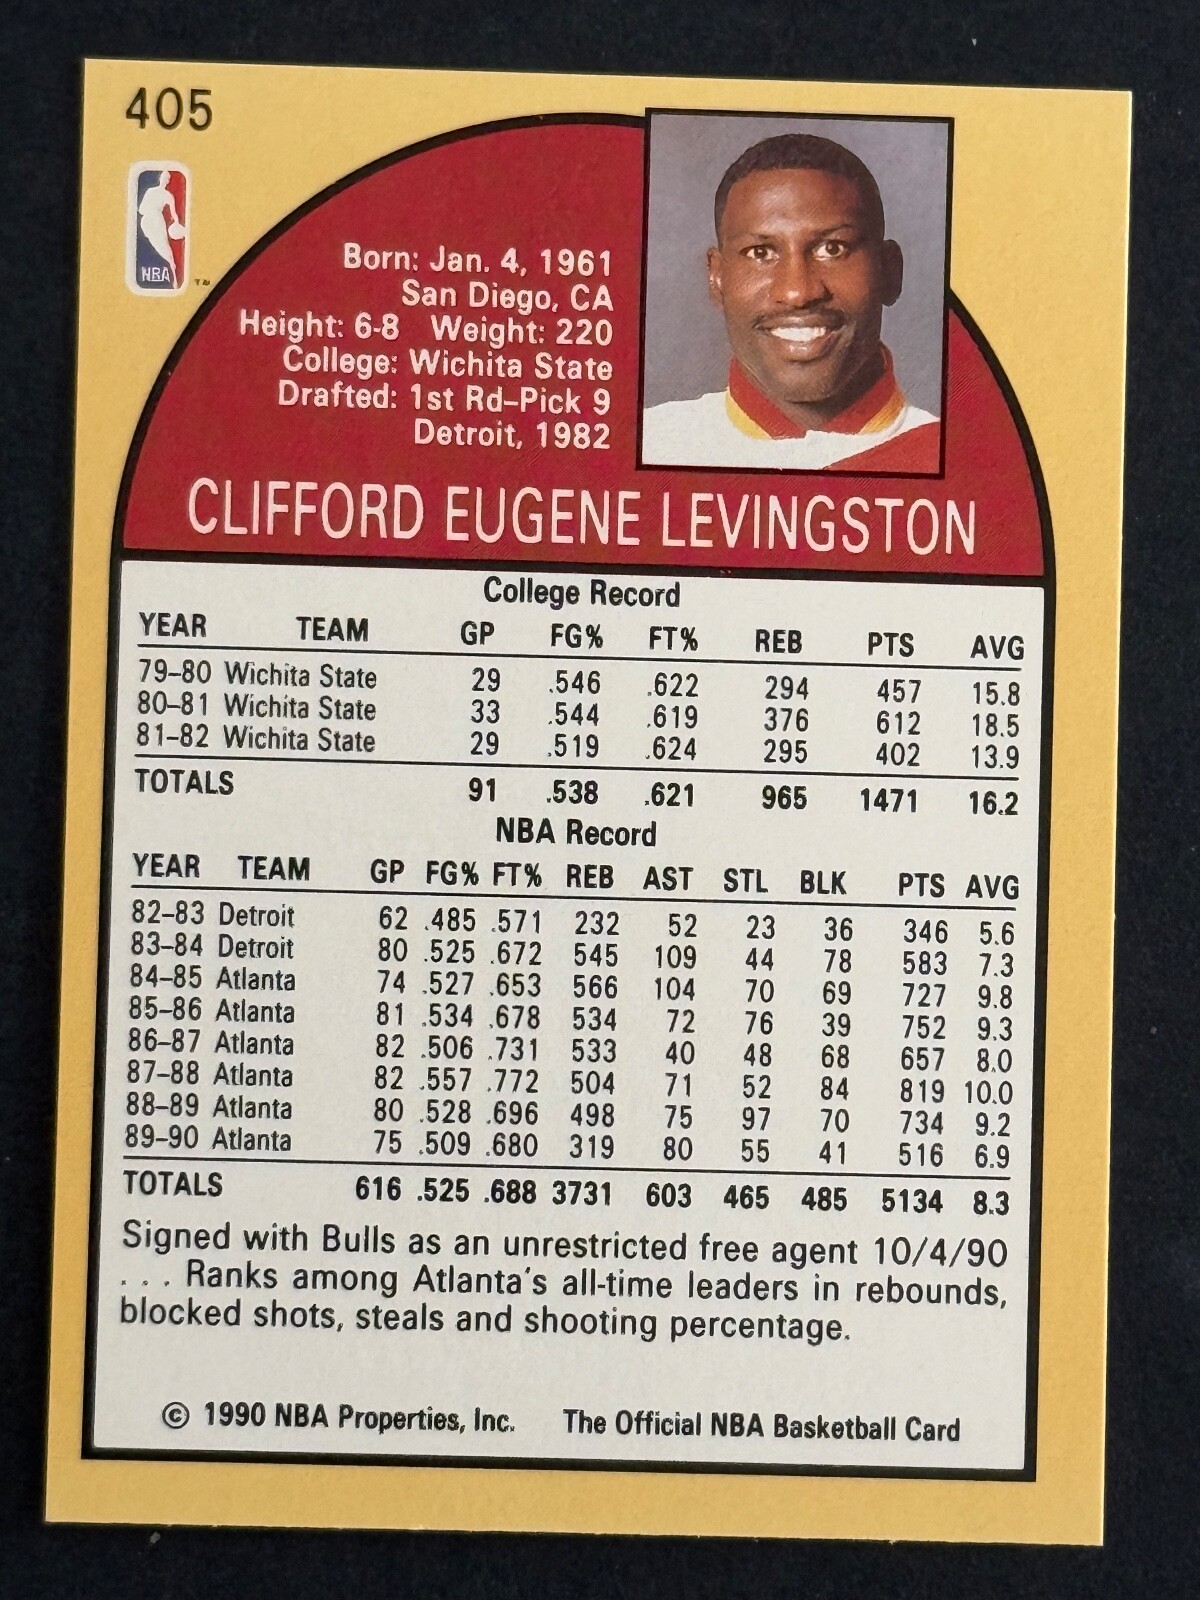 405
NBA
TM
Born: Jan. 4, 1961
San Diego, CA
Height: 6-8 Weight: 220
College: Wichita State
Drafted: 1st Rd-Pick 9
Detroit, 1982
CLIFFORD EUGENE LEVINGSTON
College Record
YEAR TEAM GP FG% FT% REB PTS AVG
79-80 Wichita State 29 .546 .622 294 457 15.8
80-81 Wichita State 33 .544 .619 376 612 18.5
81-82 Wichita State 29 .519 .624 295 402 13.9
TOTALS 91 .538 .621 965 1471 16.2
NBA Record
YEAR TEAM GP FG% FT% REB AST STL BLK PTS AVG
82-83 Detroit 62 .485 .571 232 52 23 36 346 5.6
83-84 Detroit 80 .525 .672 545 109 44 78 583 7.3
84-85 Atlanta 74 .527 .653 566 104 70 69 727 9.8
85-86 Atlanta 81 .534 .678 534 72 76 39 752 9.3
86-87 Atlanta 82 .506 .731 533 40 48 68 657 8.0
87-88 Atlanta 82 .557 .772 504 71 52 84 819 10.0
88-89 Atlanta 80 .528 .696 498 75 97 70 734 9.2
89-90 Atlanta 75 .509 .680 319 80 55 41 516 6.9
TOTALS 616 .525 .688 3731 603 465 485 5134 8.3
Signed with Bulls as an unrestricted free agent 10/4/90
. . . Ranks among Atlanta's all-time leaders in rebounds,
blocked shots, steals and shooting percentage.
© 1990 NBA Properties, Inc. The Official NBA Basketball Card